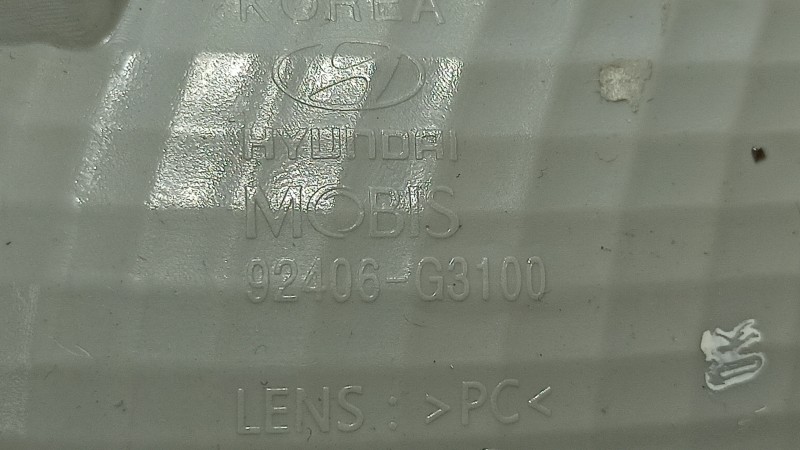 KOREA
HYUNDAI
MOBIS
92406-G3100
LENS : >PC<